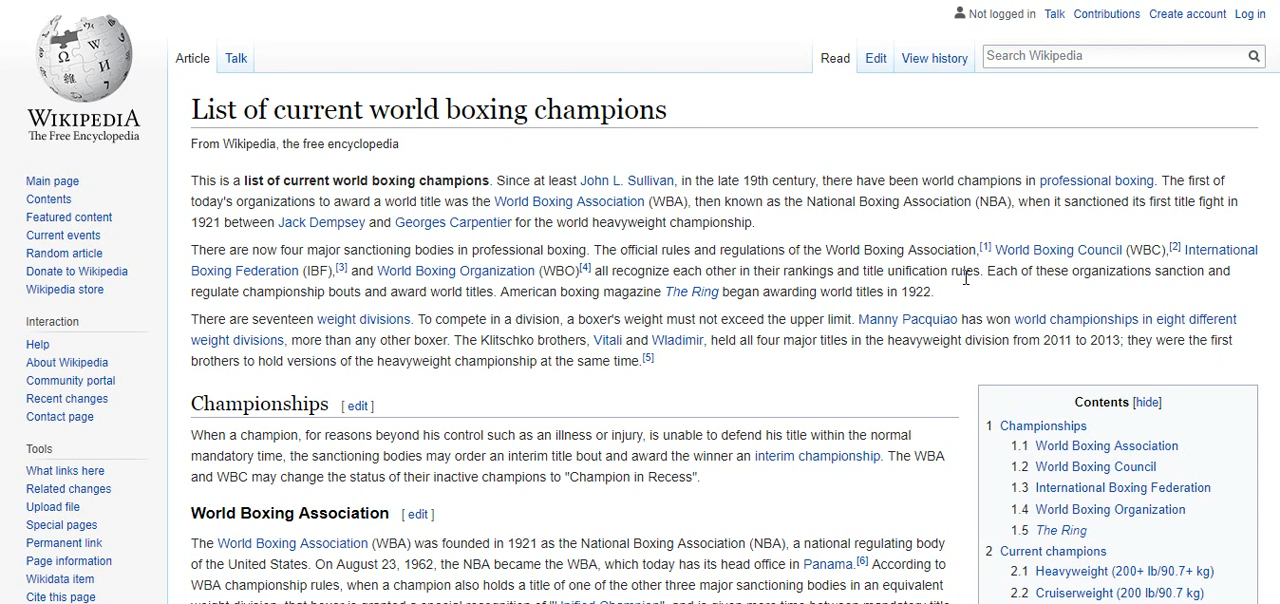 Not logged in Talk Contributions Create account Log in
Article Talk Read Edit View history Search Wikipedia
WIKIPEDIA
The Free Encyclopedia
Main page
Contents
Featured content
Current events
Random article
Donate to Wikipedia
Wikipedia store
Interaction
Help
About Wikipedia
Community portal
Recent changes
Contact page
Tools
What links here
Related changes
Upload file
Special pages
Permanent link
Page information
Wikidata item
Cite this page
List of current world boxing champions
From Wikipedia, the free encyclopedia
This is a list of current world boxing champions. Since at least John L. Sullivan, in the late 19th century, there have been world champions in professional boxing. The first of
today's organizations to award a world title was the World Boxing Association (WBA), then known as the National Boxing Association (NBA), when it sanctioned its first title fight in
1921 between Jack Dempsey and Georges Carpentier for the world heavyweight championship.
There are now four major sanctioning bodies in professional boxing. The official rules and regulations of the World Boxing Association,[1] World Boxing Council (WBC),[2] International
Boxing Federation (IBF),[3] and World Boxing Organization (WBO)[4] all recognize each other in their rankings and title unification rules. Each of these organizations sanction and
regulate championship bouts and award world titles. American boxing magazine The Ring began awarding world titles in 1922.
There are seventeen weight divisions. To compete in a division, a boxer's weight must not exceed the upper limit. Manny Pacquiao has won world championships in eight different
weight divisions, more than any other boxer. The Klitschko brothers, Vitali and Wladimir, held all four major titles in the heavyweight division from 2011 to 2013; they were the first
brothers to hold versions of the heavyweight championship at the same time.[5]
Championships [ edit ]
When a champion, for reasons beyond his control such as an illness or injury, is unable to defend his title within the normal
mandatory time, the sanctioning bodies may order an interim title bout and award the winner an interim championship. The WBA
and WBC may change the status of their inactive champions to "Champion in Recess".
World Boxing Association [ edit ]
The World Boxing Association (WBA) was founded in 1921 as the National Boxing Association (NBA), a national regulating body
of the United States. On August 23, 1962, the NBA became the WBA, which today has its head office in Panama.[6] According to
WBA championship rules, when a champion also holds a title of one of the other three major sanctioning bodies in an equivalent
weight division, that boxer is granted a special recognition of "Unified Champion", and is given more time between mandatory title
Contents [hide]
1 Championships
1.1 World Boxing Association
1.2 World Boxing Council
1.3 International Boxing Federation
1.4 World Boxing Organization
1.5 The Ring
2 Current champions
2.1 Heavyweight (200+ lb/90.7+ kg)
2.2 Cruiserweight (200 lb/90.7 kg)